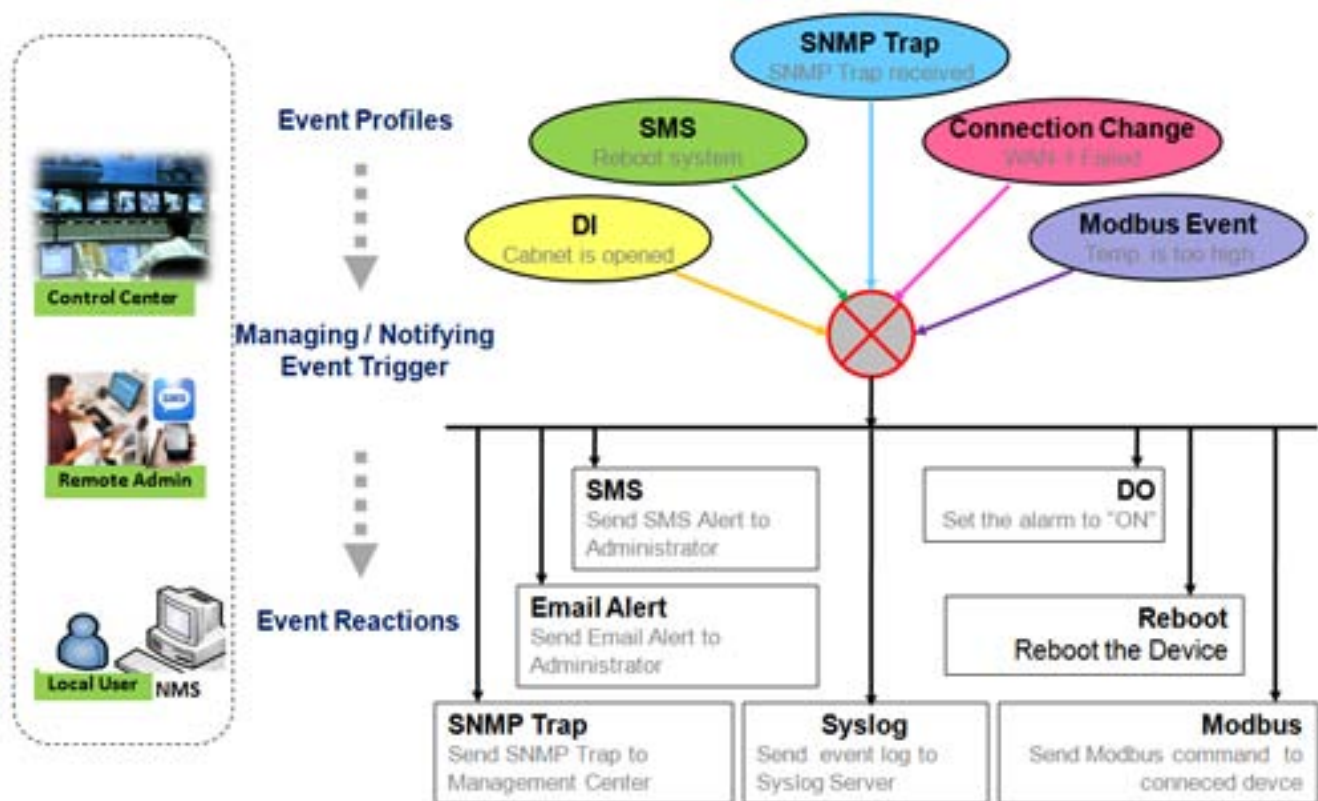 SNMP Trap
SNMP Trap received
Event Profiles
SMS
Reboot system
Connection Change
WAN-1 Failed
DI
Cabnet is opened
Modbus Event
Temp. is too high
Control Center
Managing / Notifying
Event Trigger
SMS
Remote Admin
SMS
Send SMS Alert to
Administrator
DO
Set the alarm to "ON"
Event Reactions
Email Alert
Send Email Alert to
Administrator
Reboot
Reboot the Device
Local User
NMS
SNMP Trap
Send SNMP Trap to
Management Center
Syslog
Send event log to
Syslog Server
Modbus
Send Modbus command to
conneced devce